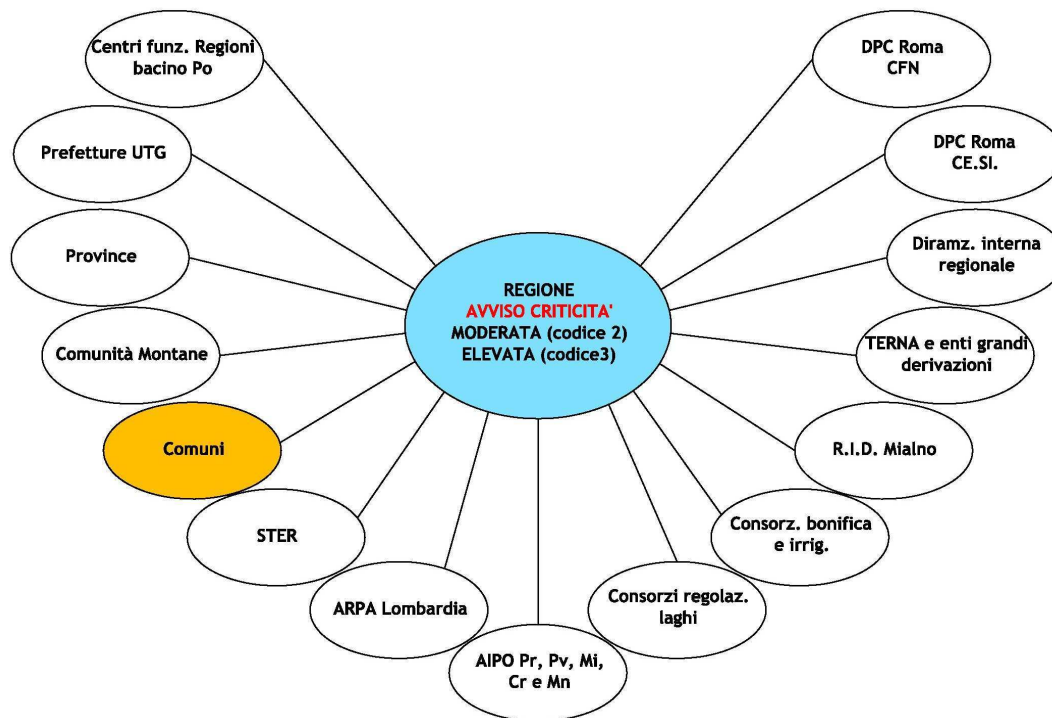 Centri funz. Regioni
bacino Po
DPC Roma
CFN
Prefetture UTG
DPC Roma
CE.SI.
Province
Diramz. interna
regionale
REGIONE
AVVISO CRITICITA'
MODERATA (codice 2)
ELEVATA (codice3)
Comunità Montane
TERNA e enti grandi
derivazioni
Comuni
R.I.D. Mialno
STER
Consorz. bonifica
e irrig.
ARPA Lombardia
Consorzi regolaz.
laghi
AIPO Pr, Pv, Mi,
Cr e Mn